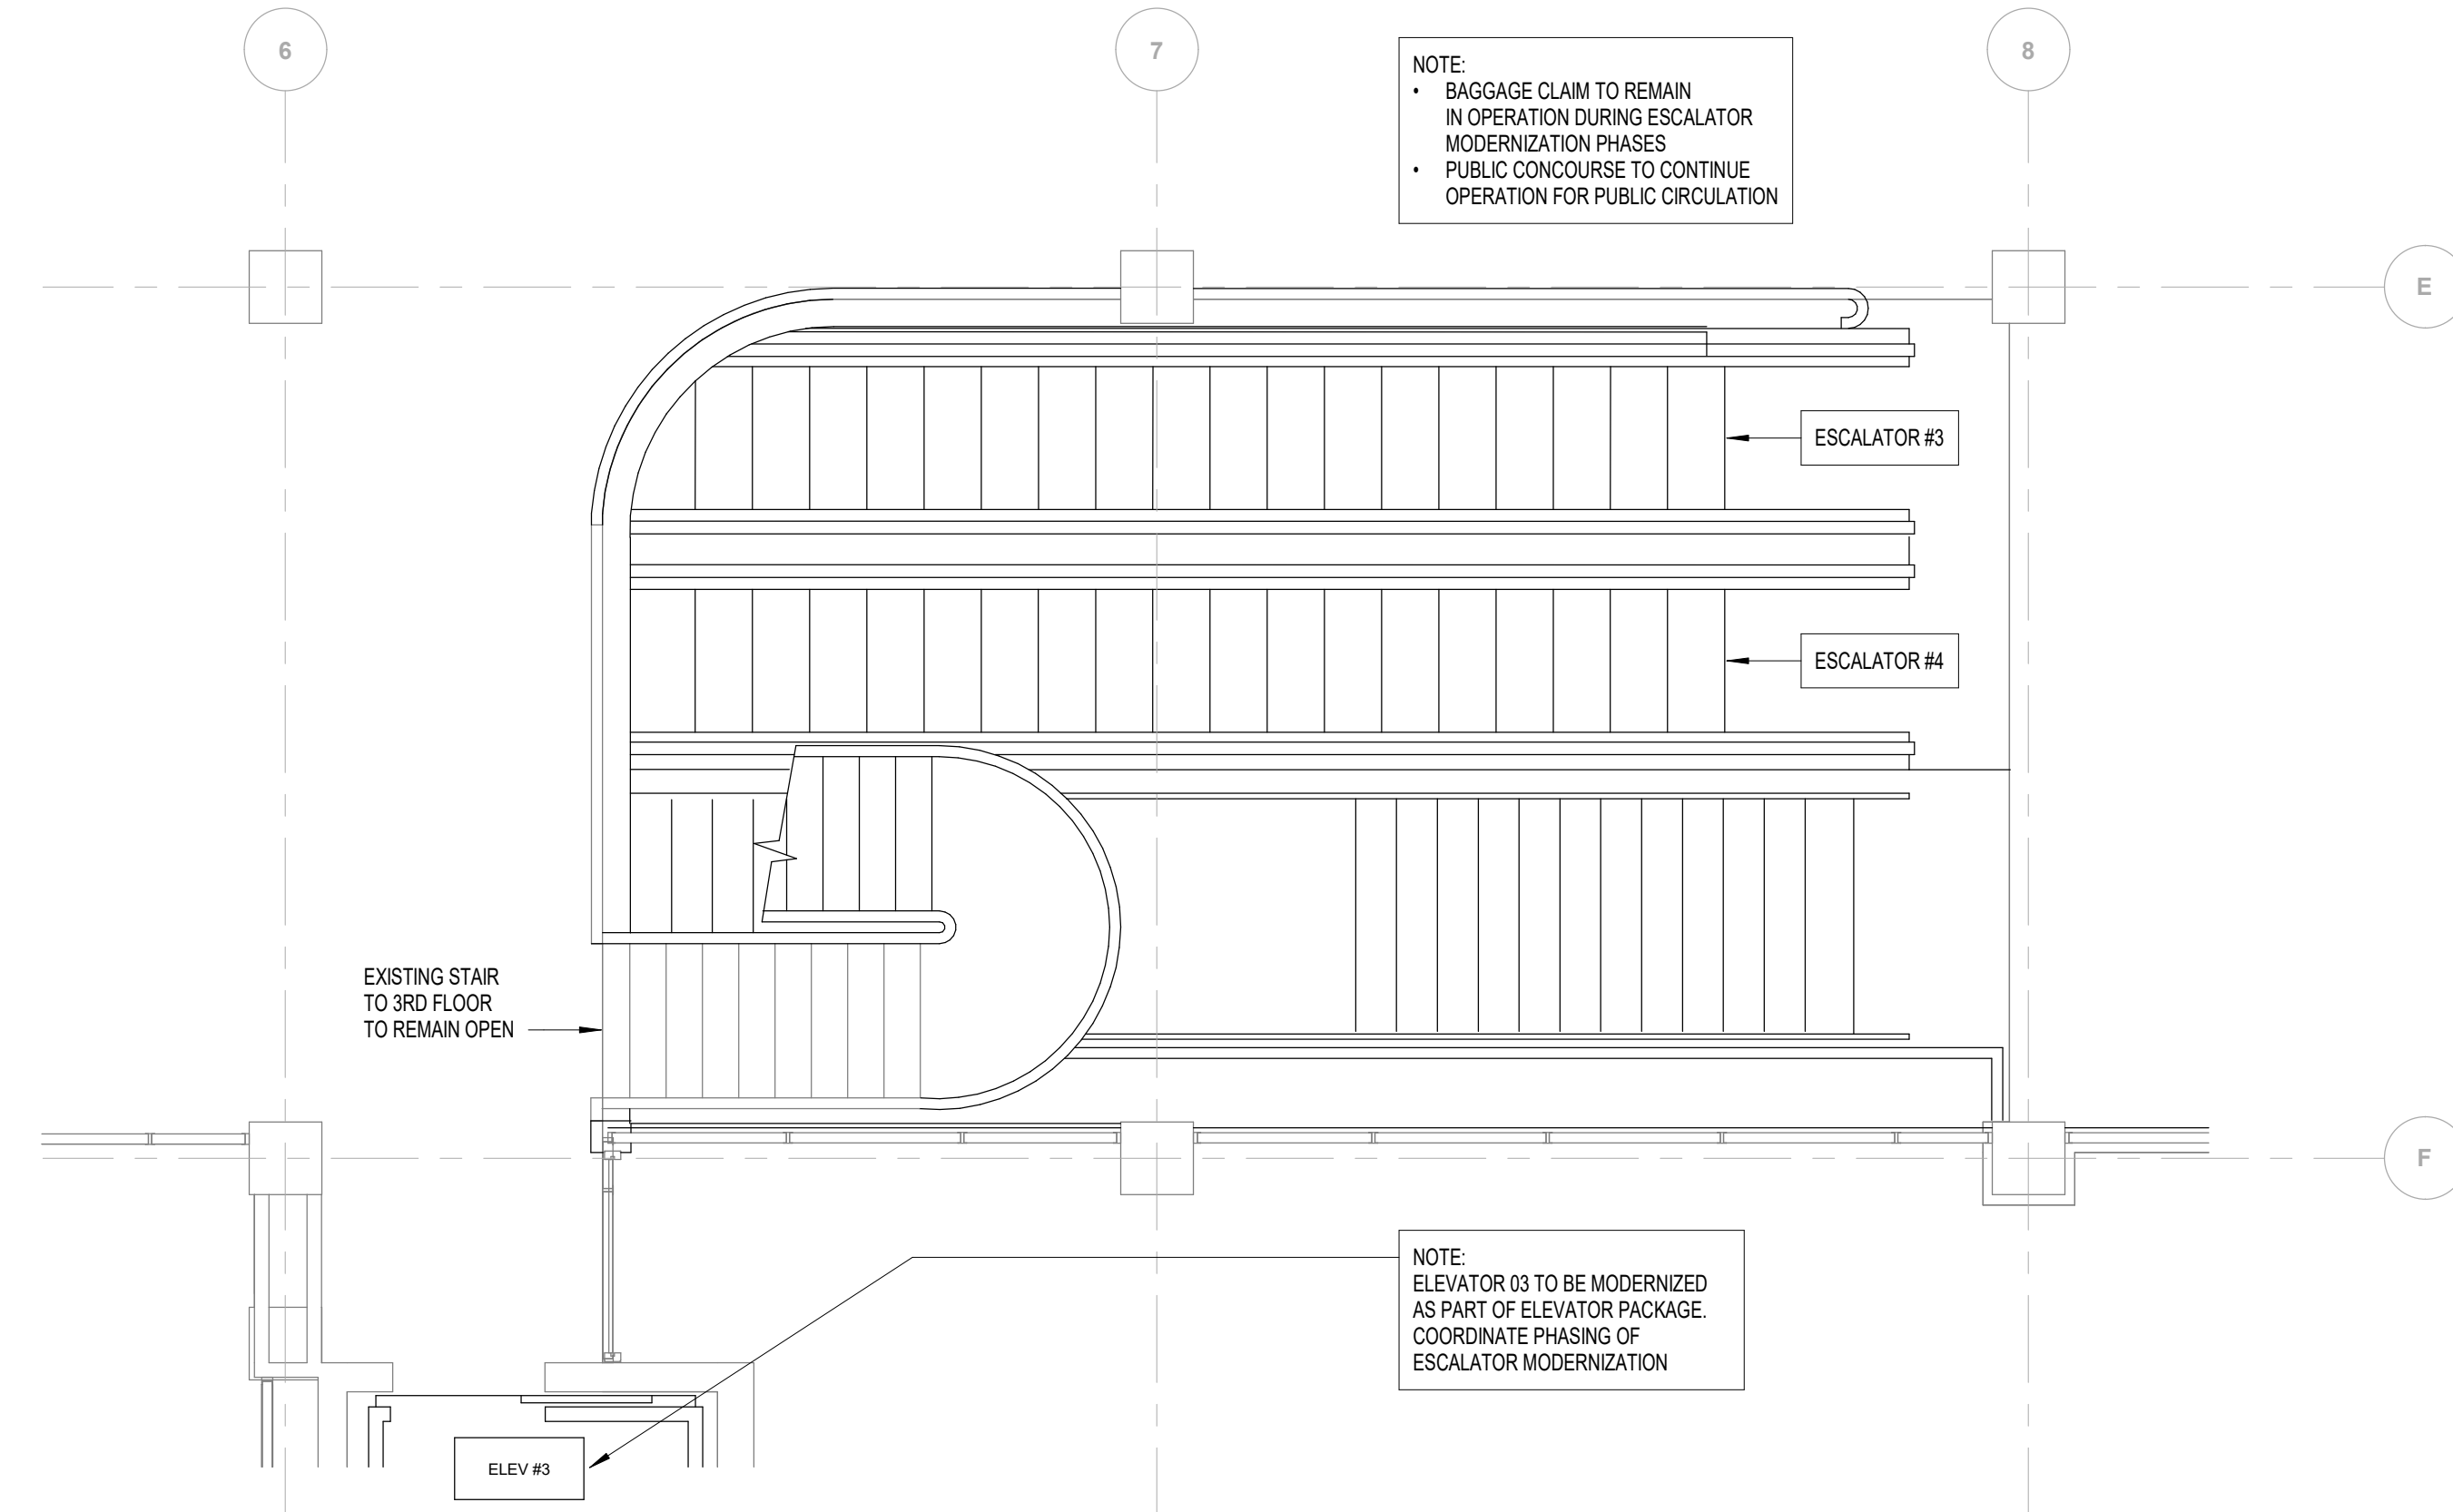 6
7
8
NOTE:
• BAGGAGE CLAIM TO REMAIN
IN OPERATION DURING ESCALATOR
MODERNIZATION PHASES
• PUBLIC CONCOURSE TO CONTINUE
OPERATION FOR PUBLIC CIRCULATION
E
ESCALATOR #3
ESCALATOR #4
EXISTING STAIR
TO 3RD FLOOR
TO REMAIN OPEN
F
NOTE:
ELEVATOR 03 TO BE MODERNIZED
AS PART OF ELEVATOR PACKAGE.
COORDINATE PHASING OF
ESCALATOR MODERNIZATION
ELEV #3